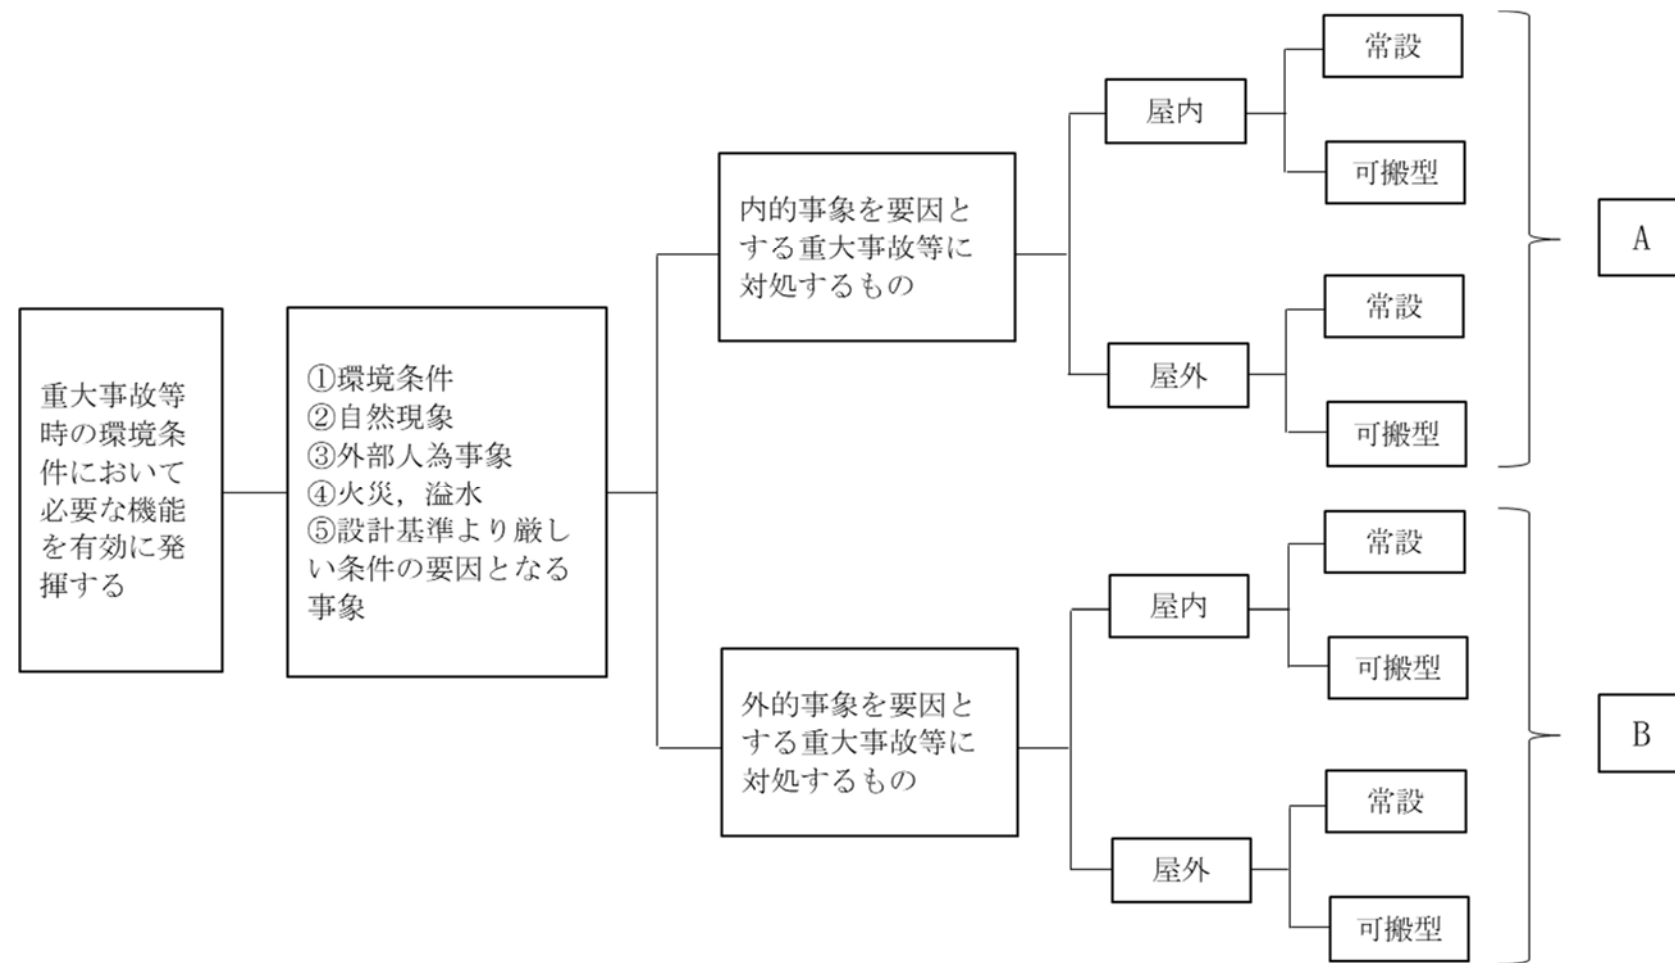 重大事故等
時の環境条
件において
必要な機能
を有効に発
揮する
①環境条件
②自然現象
③外部人為事象
④火災，溢水
⑤設計基準より厳し
い条件の要因となる
事象
内的事象を要因と
する重大事故等に
対処するもの
屋内
常設
可搬型
屋外
常設
可搬型
A
外的事象を要因と
する重大事故等に
対処するもの
屋内
常設
可搬型
屋外
常設
可搬型
B